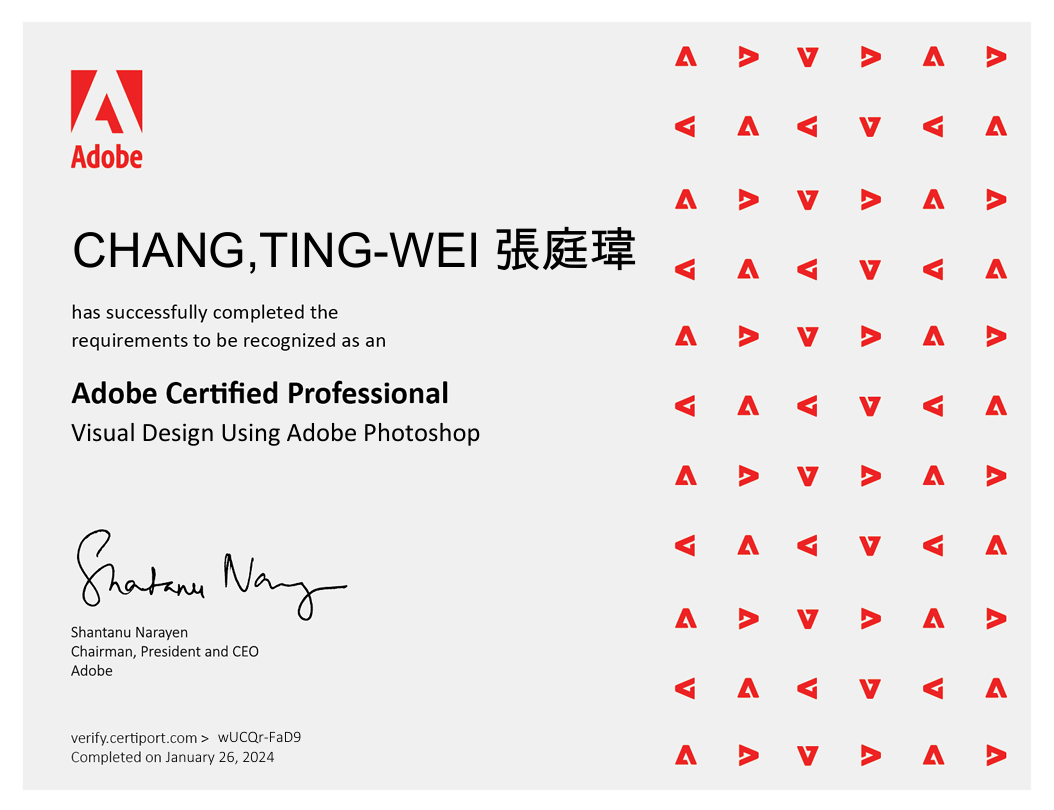 Adobe
CHANG,TING-WEI 張庭瑋
has successfully completed the
requirements to be recognized as an
Adobe Certified Professional
Visual Design Using Adobe Photoshop
Shantanu Narayen
Shantanu Narayen
Chairman, President and CEO
Adobe
verify.certiport.com > wUCQr-FaD9
Completed on January 26, 2024